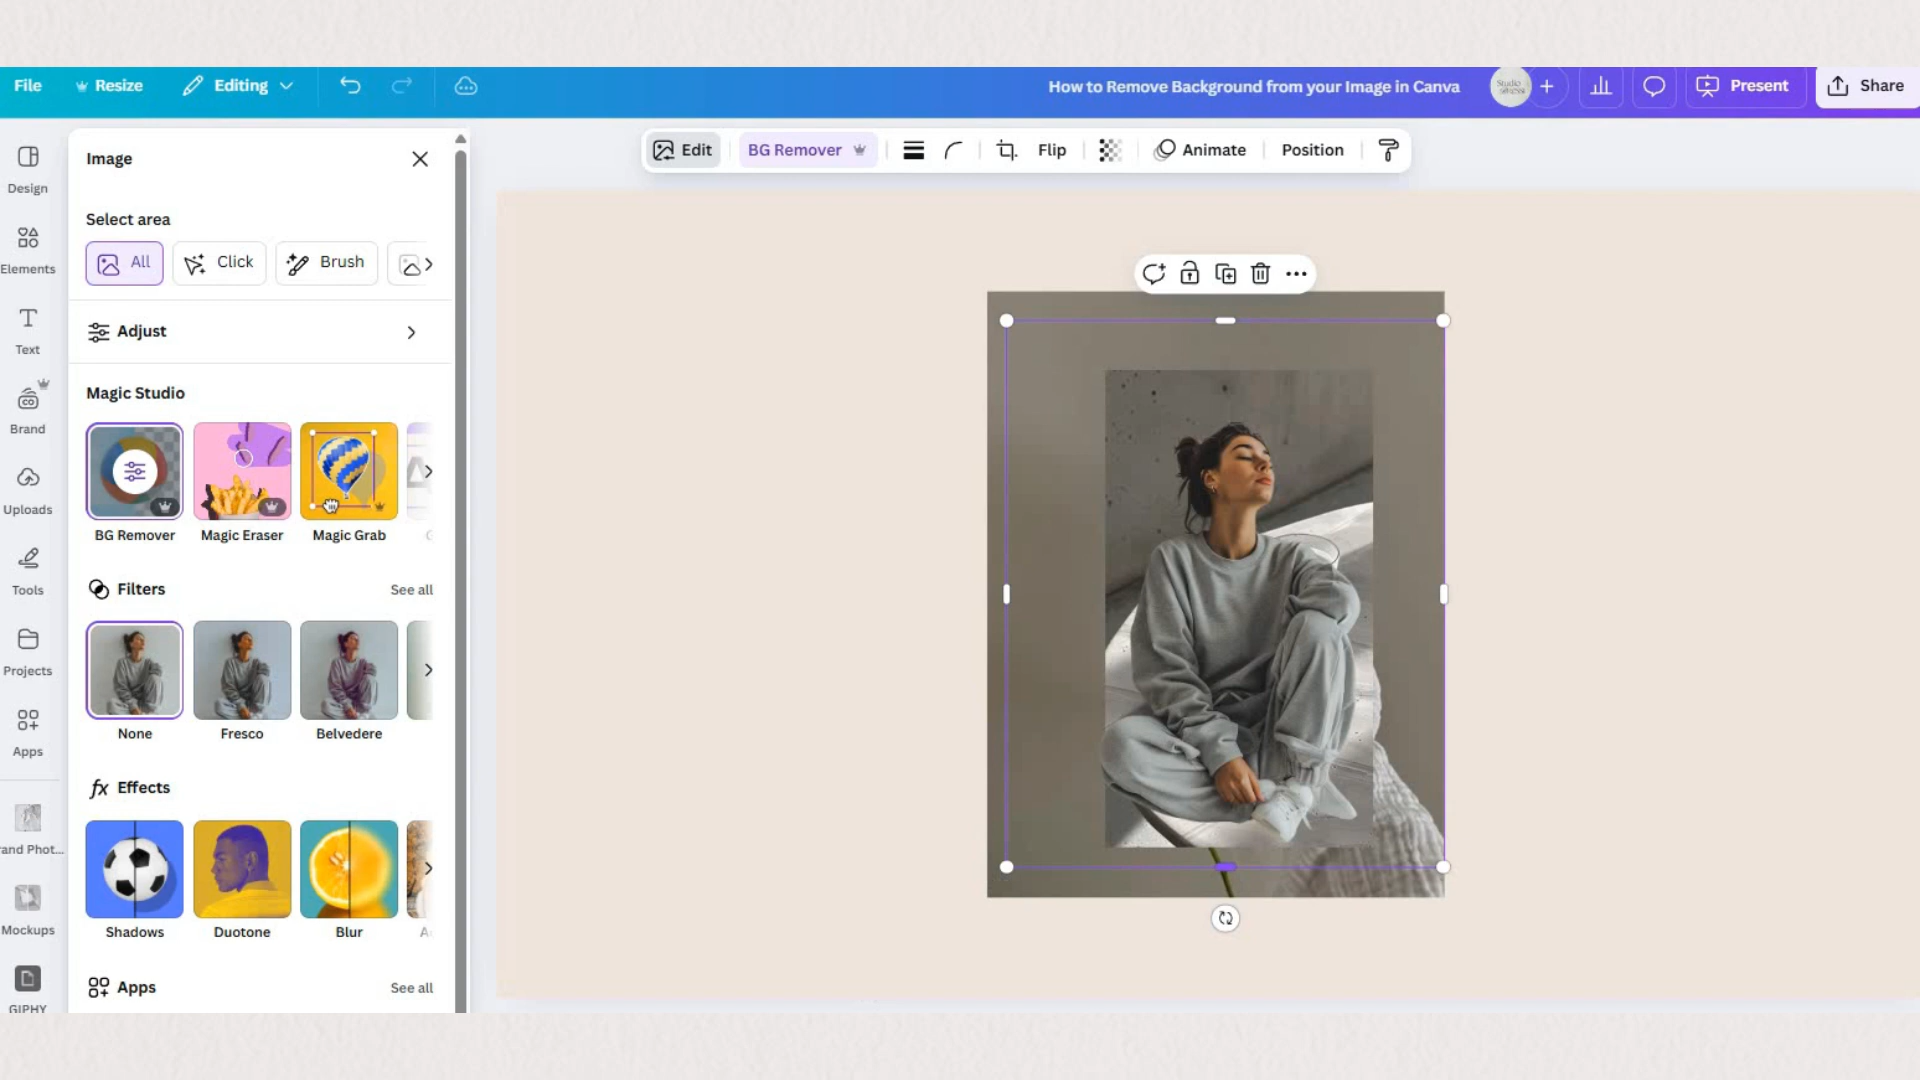 File Resize Editing How to Remove Background from your Image in Canva Present Share
Design
Elements
Text
Brand
Uploads
Tools
Projects
Apps
rand Phot...
Mockups
GIPHY
Image
Select area
All Click Brush
Adjust
Magic Studio
BG Remover Magic Eraser Magic Grab
Filters See all
None Fresco Belvedere
Effects
Shadows Duotone Blur
Apps See all
Edit BG Remover Flip Animate Position